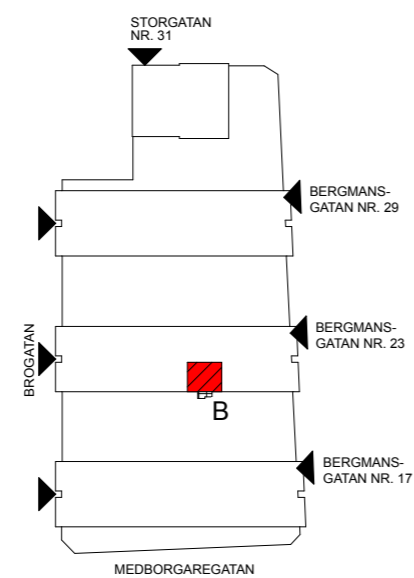 STORGATAN
NR. 31
BERGMANS-
GATAN NR. 29
BROGATAN
BERGMANS-
GATAN NR. 23
B
BERGMANS-
GATAN NR. 17
MEDBORGAREGATAN